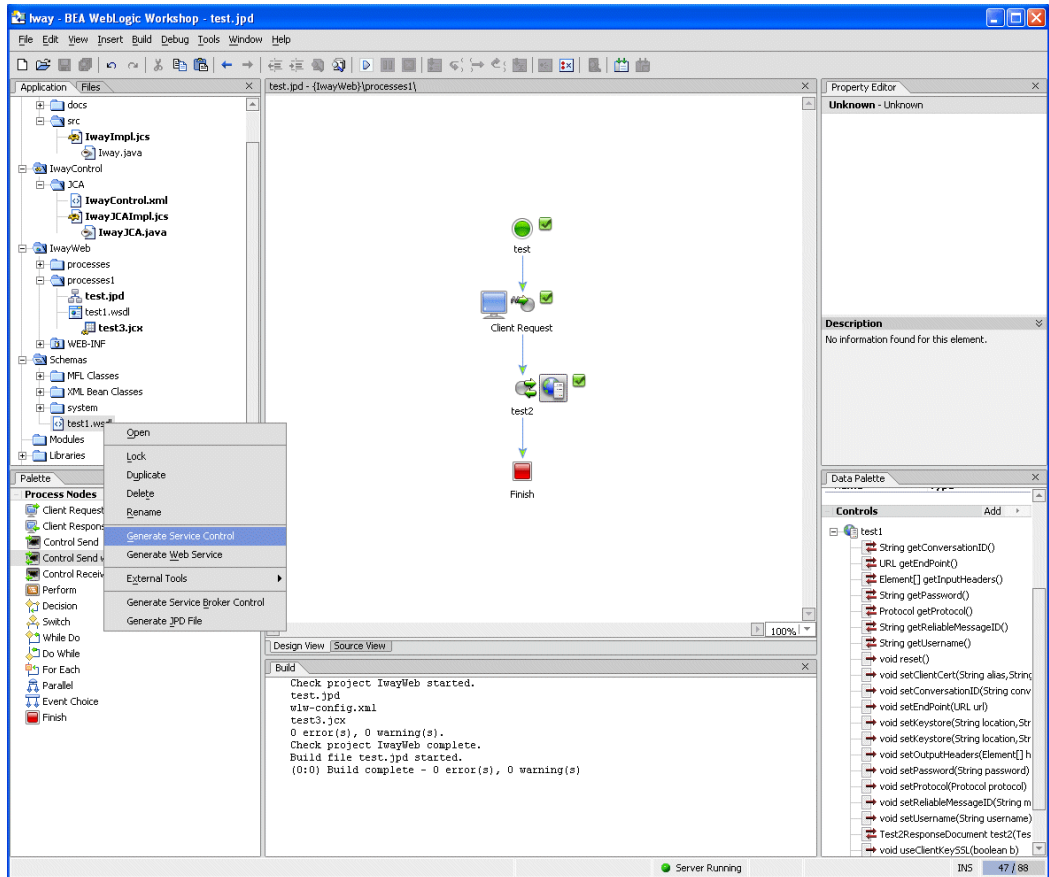 Iway - BEA WebLogic Workshop - test.jpd
File Edit View Insert Build Debug Tools Window Help
Application Files
docs
src
IwayImpl.jcs
Iway.java
IwayControl
JCA
IwayControl.xml
IwayJCAImpl.jcs
IwayJCA.java
IwayWeb
processes
processes1
test.jpd
test1.wsdl
test3.jcx
WEB-INF
Schemas
MFL Classes
XML Bean Classes
system
test1.wsdl
Modules
Libraries
Open
Lock
Duplicate
Delete
Rename
Generate Service Control
Generate Web Service
External Tools
Generate Service Broker Control
Generate JPD File
Palette
Process Nodes
Client Request
Client Respons
Control Send
Control Send w
Control Receiv
Perform
Decision
Switch
While Do
Do While
For Each
Parallel
Event Choice
Finish
test.jpd - {IwayWeb}\processes1\
test
Client Request
test2
Finish
100%
Design View Source View
Build
Check project IwayWeb started.
test.jpd
wlw-config.xml
test3.jcx
0 error(s), 0 warning(s).
Check project IwayWeb complete.
Build file test.jpd started.
(0:0) Build complete - 0 error(s), 0 warning(s)
Property Editor
Unknown - Unknown
Description
No information found for this element.
Data Palette
Controls Add
test1
String getConversationID()
URL getEndPoint()
Element[] getInputHeaders()
String getPassword()
Protocol getProtocol()
String getReliableMessageID()
String getUsername()
void reset()
void setClientCert(String alias,String
void setConversationID(String conv
void setEndPoint(URL url)
void setKeystore(String location,Str
void setKeystore(String location,Str
void setOutputHeaders(Element[] h
void setPassword(String password)
void setProtocol(Protocol protocol)
void setReliableMessageID(String m
void setUsername(String username)
Test2ResponseDocument test2(Tes
void useClientKeySSL(boolean b)
Server Running
INS 47 / 88